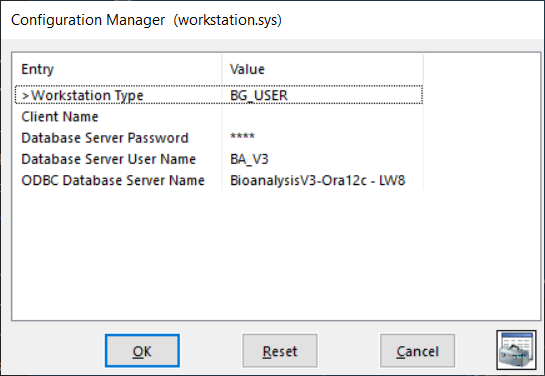 Configuration Manager (workstation.sys)
Entry Value
>Workstation Type BG_USER
Client Name
Database Server Password ****
Database Server User Name BA_V3
ODBC Database Server Name BioanalysisV3-Ora12c - LW8
OK Reset Cancel